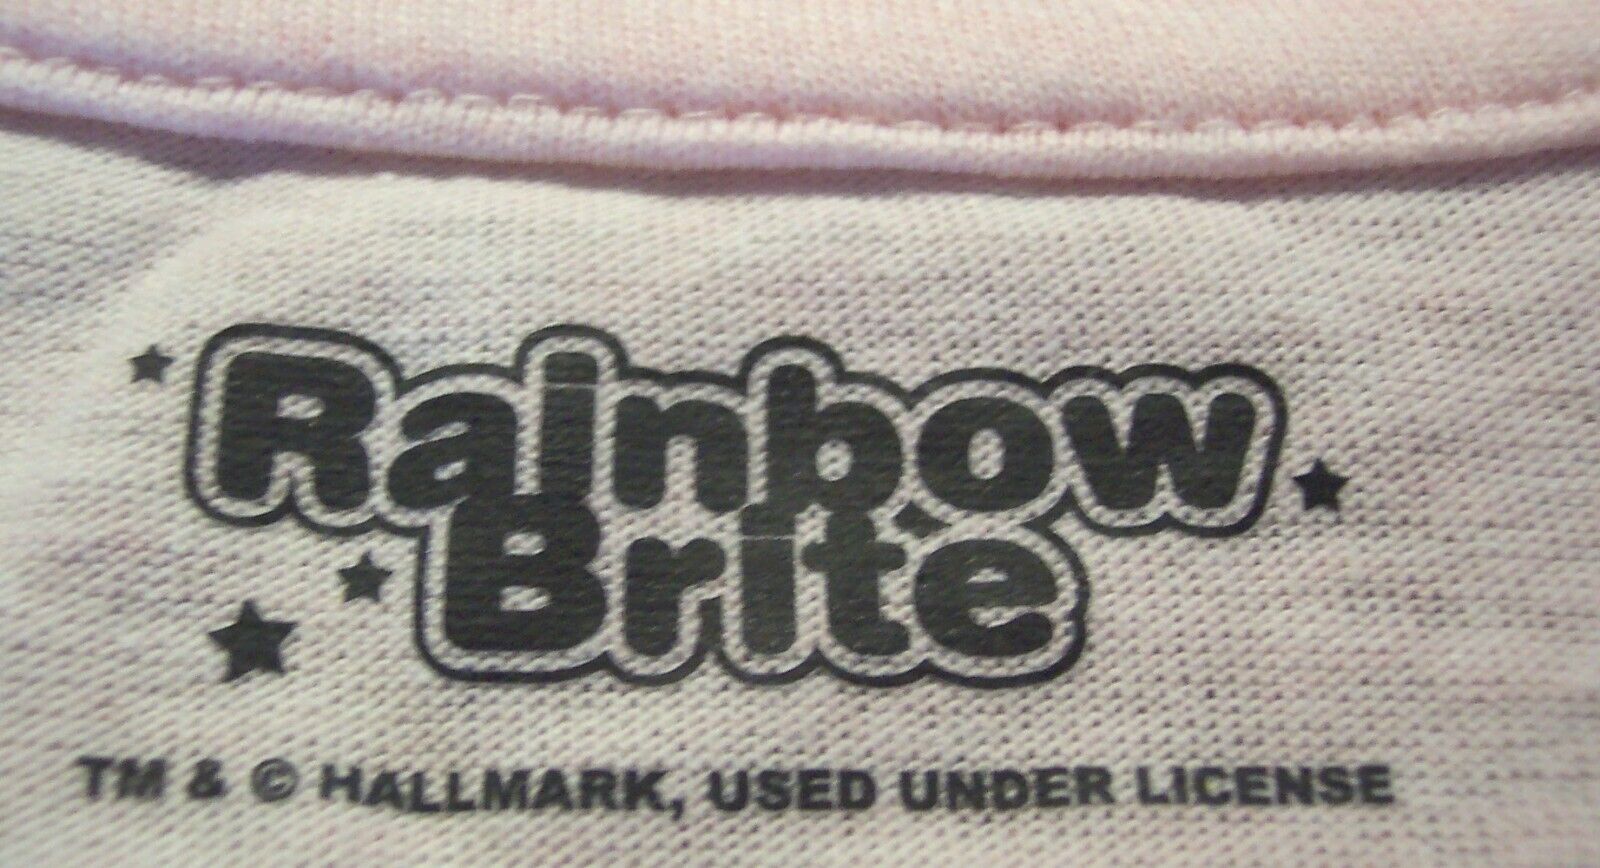 Rainbow
Brite
TM & © HALLMARK, USED UNDER LICENSE